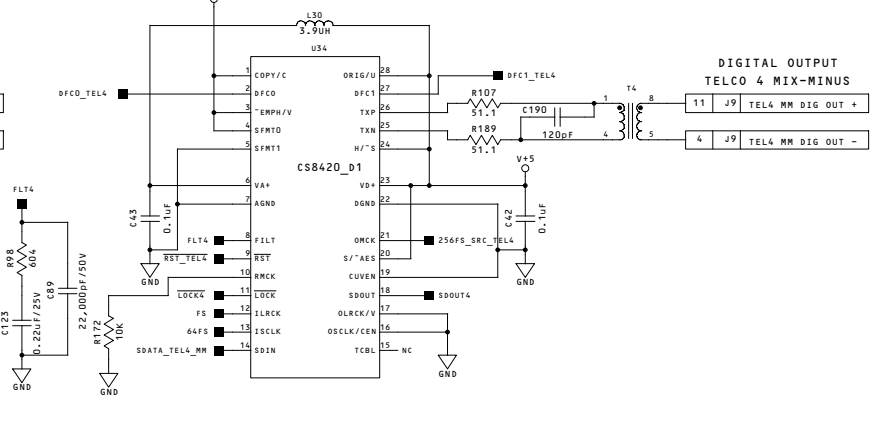 L30
3.9UH
U34
1 COPY/C ORIG/U 28
DFC0_TEL4 2 DFC0 DFC1 27 DFC1_TEL4
3 ~EMPH/V TXP 26
4 SFMT0 TXN 25
5 SFMT1 H/~S 24
CS8420_D1
6 VA+ VD+ 23
7 AGND DGND 22
FLT4 8 FILT OMCK 21 256FS_SRC_TEL4
RST_TEL4 9 RST S/~AES 20
10 RMCK CUVEN 19
LOCK4 11 LOCK SDOUT 18 SDOUT4
FS 12 ILRCK OLRCK/V 17
64FS 13 ISCLK OSCLK/CEN 16
SDATA_TEL4_MM 14 SDIN TCBL 15 NC
C43
0.1uF
GND
R107
51.1
R189
51.1
C190
120pF
T4
1 8
4 5
V+5
C42
0.1uF
GND
GND
DIGITAL OUTPUT
TELCO 4 MIX-MINUS
11 J9 TEL4 MM DIG OUT +
4 J9 TEL4 MM DIG OUT -
FLT4
R98
604
C123
0.22uF/25V
C89
22,000pF/50V
GND
R172
10K
GND